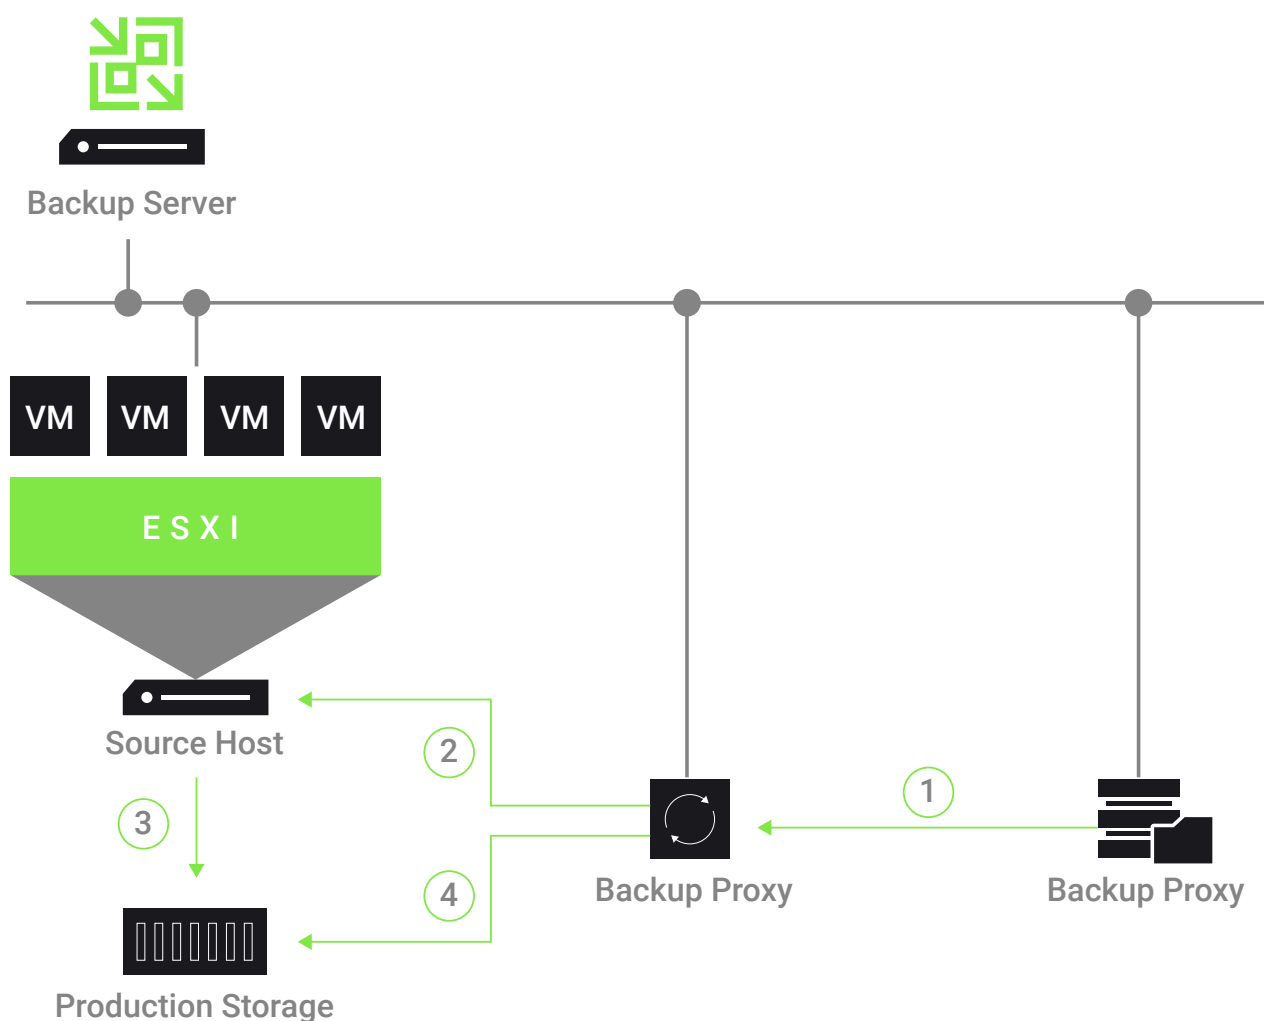 Backup Server
VM VM VM VM
ESXI
Source Host
2
1
3
Backup Proxy
Backup Proxy
4
Production Storage